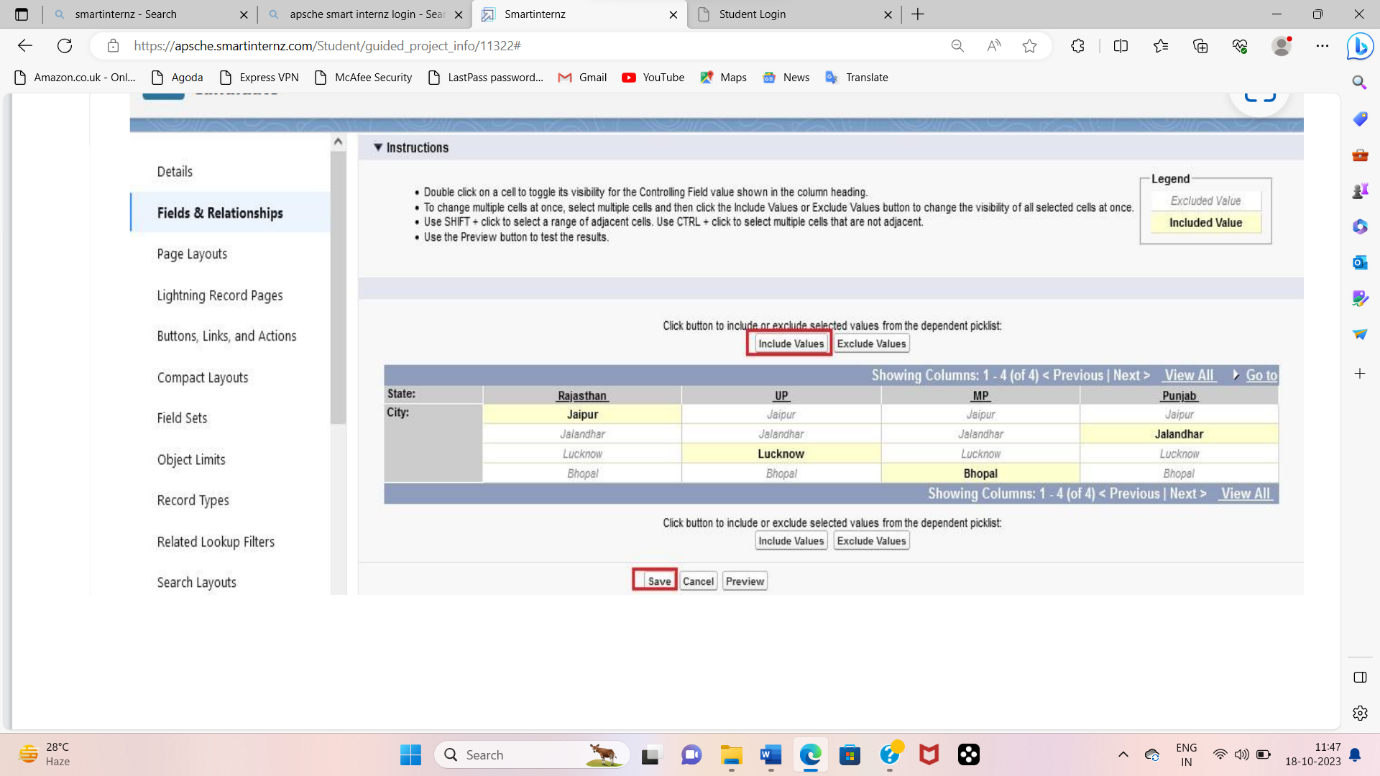 smartinternz - Search
apsche smart internz login - Sear
Smartinternz
Student Login
https://apsche.smartinternz.com/Student/guided_project_info/11322#
Amazon.co.uk - Onl...
Agoda
Express VPN
McAfee Security
LastPass password...
Gmail
YouTube
Maps
News
Translate
Instructions
Details
Fields & Relationships
Page Layouts
Lightning Record Pages
Buttons, Links, and Actions
Compact Layouts
Field Sets
Object Limits
Record Types
Related Lookup Filters
Search Layouts
• Double click on a cell to toggle its visibility for the Controlling Field value shown in the column heading.
• To change multiple cells at once, select multiple cells and then click the Include Values or Exclude Values button to change the visibility of all selected cells at once.
• Use SHIFT + click to select a range of adjacent cells. Use CTRL + click to select multiple cells that are not adjacent.
• Use the Preview button to test the results.
Legend
Excluded Value
Included Value
Click button to include or exclude selected values from the dependent picklist:
Include Values Exclude Values
Showing Columns: 1 - 4 (of 4) < Previous | Next > View All Go to
State: Rajasthan UP MP Punjab
City: Jaipur Jaipur Jaipur Jaipur
Jalandhar Jalandhar Jalandhar Jalandhar
Lucknow Lucknow Lucknow Lucknow
Bhopal Bhopal Bhopal Bhopal
Showing Columns: 1 - 4 (of 4) < Previous | Next > View All
Click button to include or exclude selected values from the dependent picklist:
Include Values Exclude Values
Save Cancel Preview
28°C
Haze
Search
ENG
IN
11:47
18-10-2023